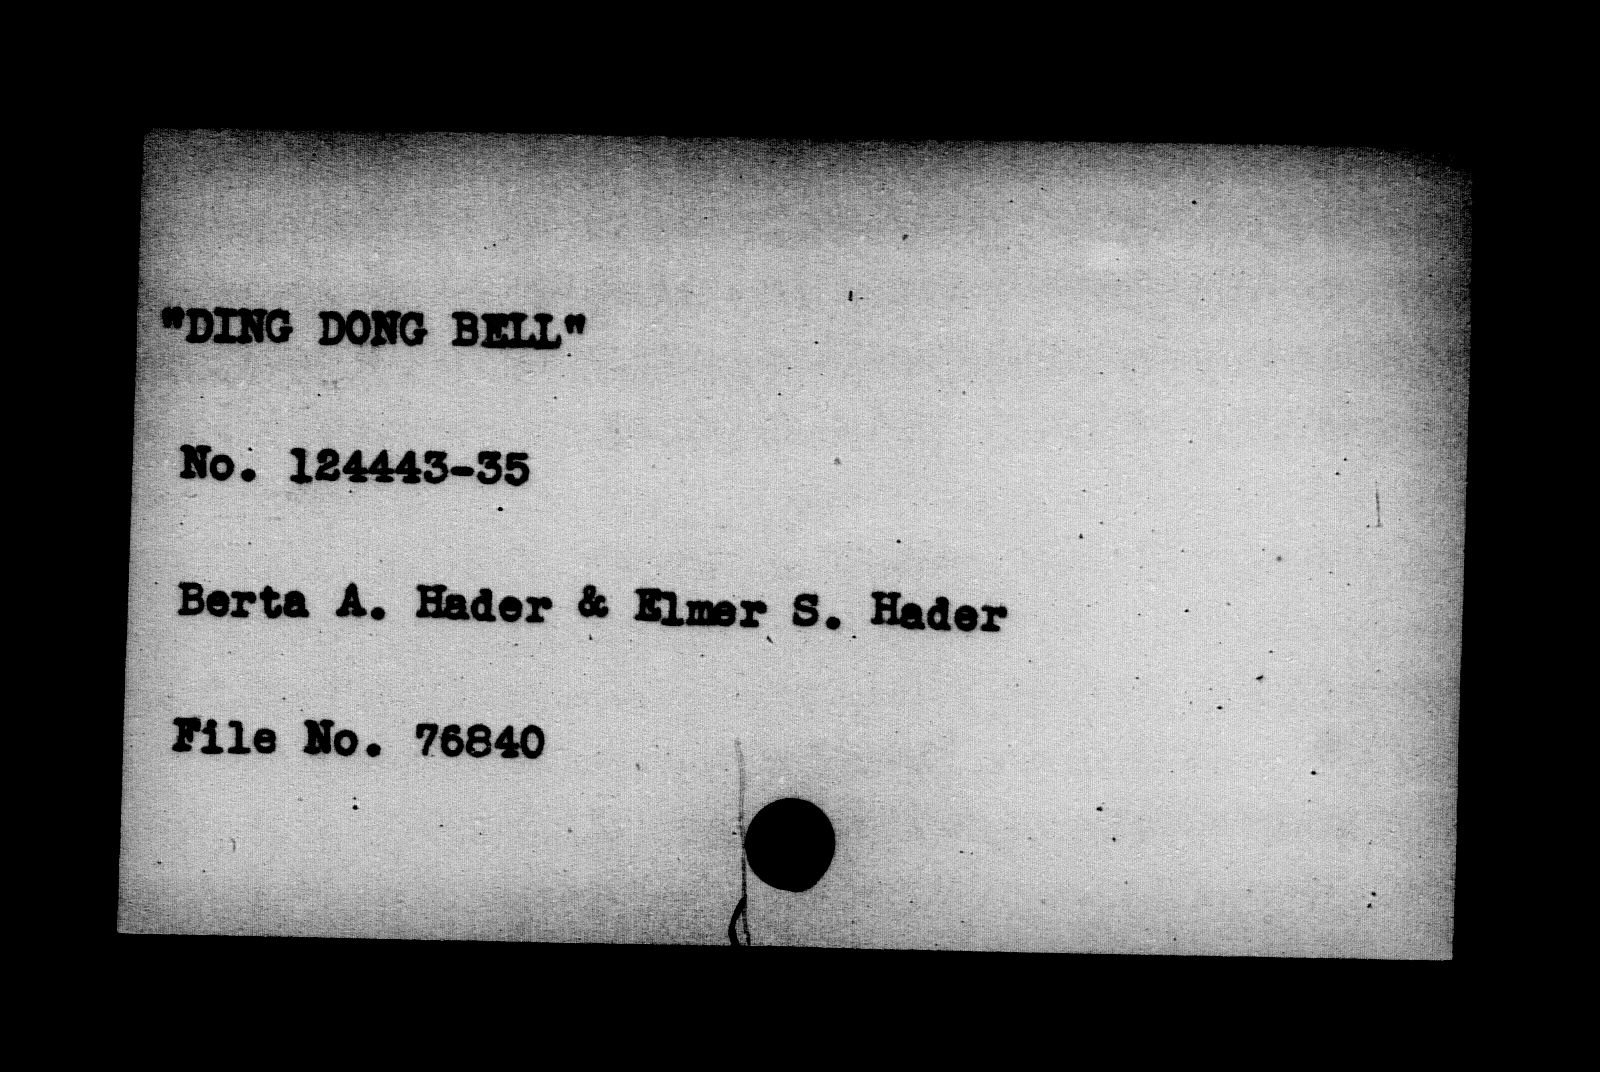 "DING DONG BELL"
No. 124443-35
Berta A. Hader & Elmer S. Hader
File No. 76840